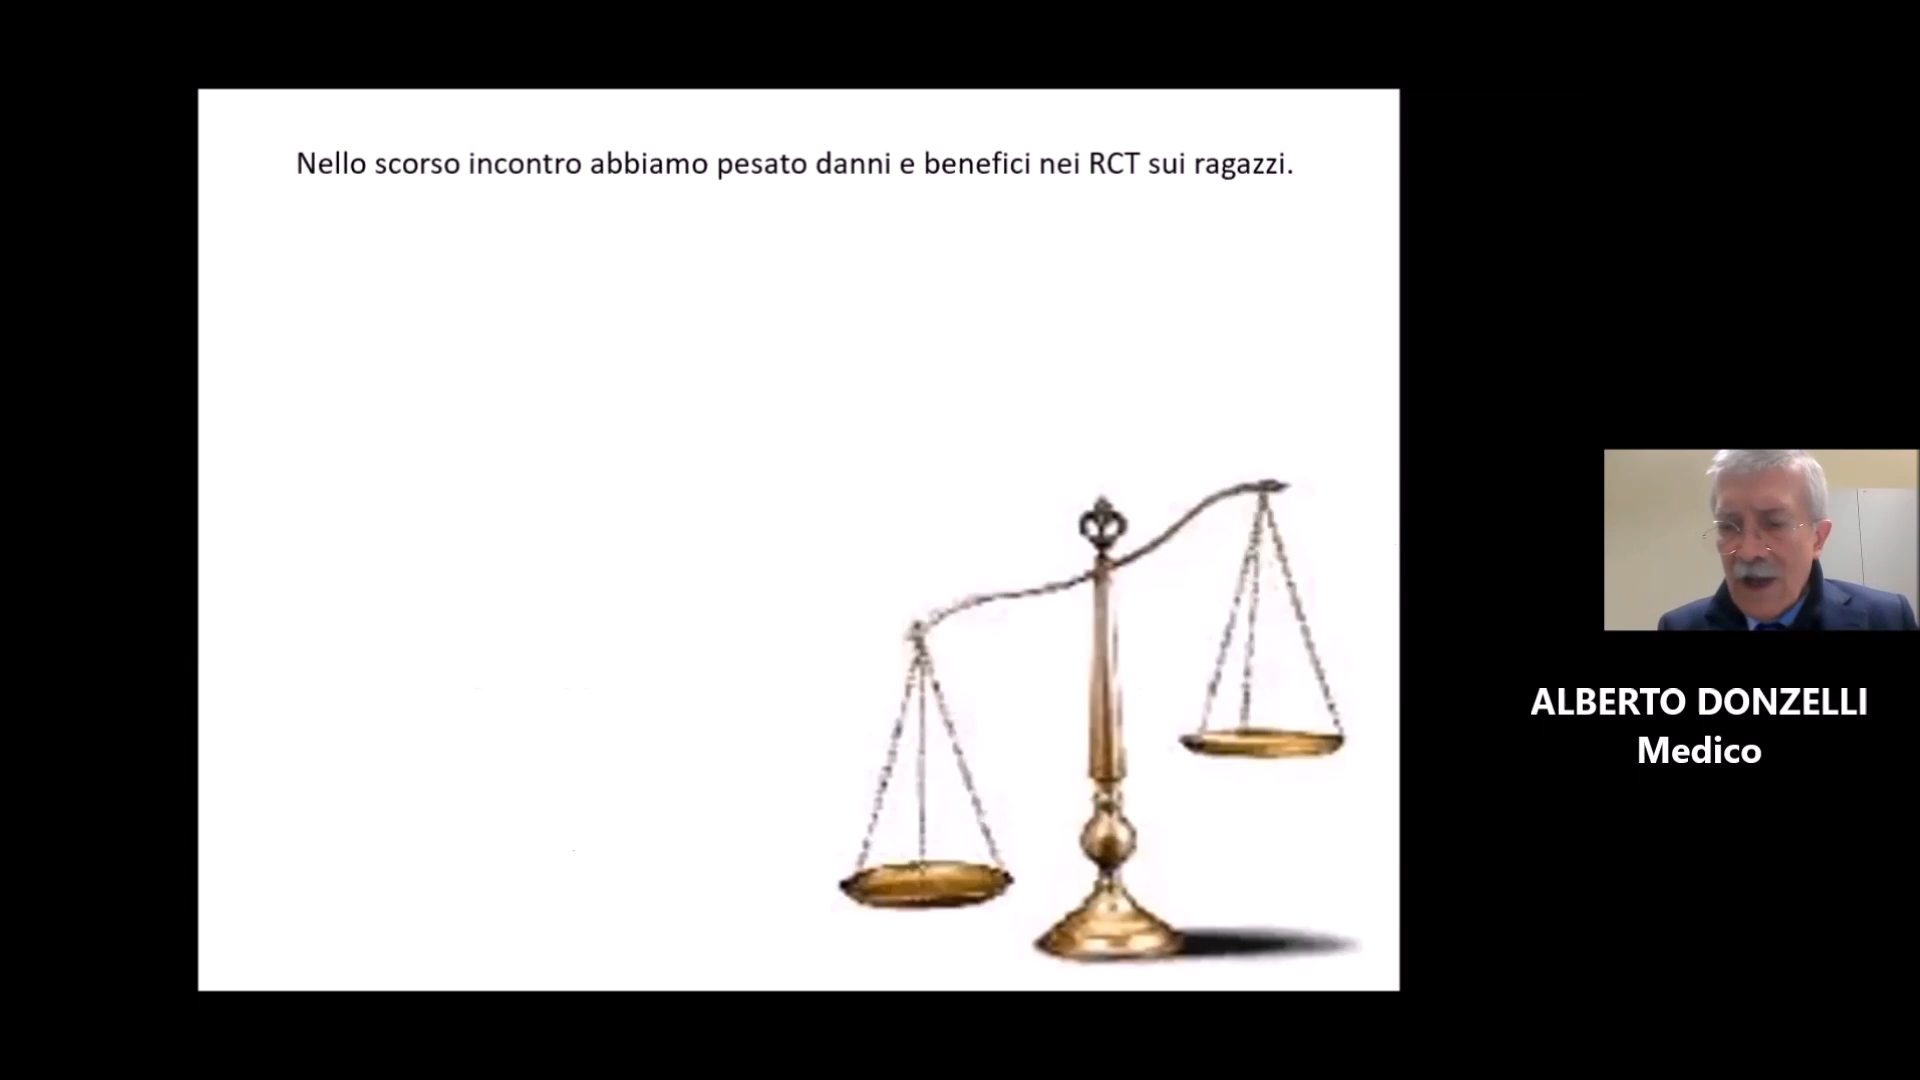 Nello scorso incontro abbiamo pesato danni e benefici nei RCT sui ragazzi.
ALBERTO DONZELLI
Medico